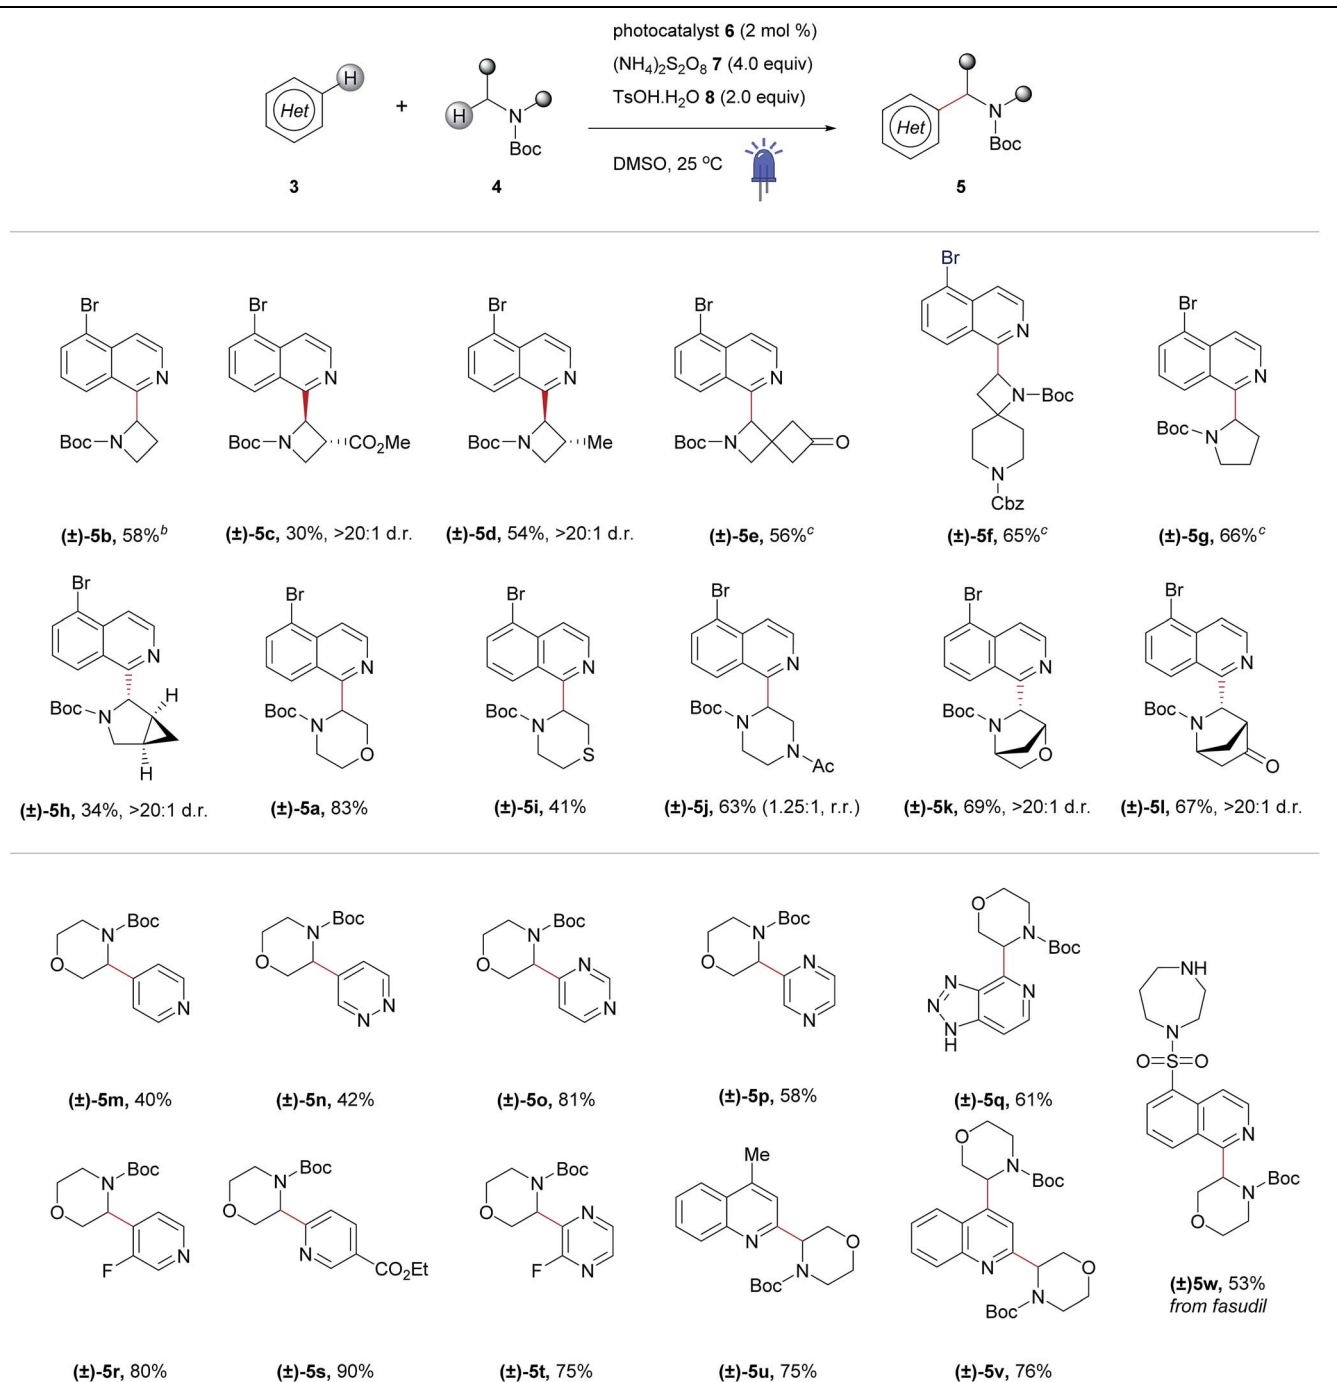 photocatalyst 6 (2 mol %)
(NH4)2S2O8 7 (4.0 equiv)
TsOH.H2O 8 (2.0 equiv)
DMSO, 25 °C
Het
H
+
H
N
Boc
Het
N
Boc
3
4
5
Br
N
Boc
N
(±)-5b, 58%b
Br
N
Boc
N
CO2Me
(±)-5c, 30%, >20:1 d.r.
Br
N
Boc
N
Me
(±)-5d, 54%, >20:1 d.r.
Br
N
Boc
N
O
(±)-5e, 56%c
Br
N
N
Boc
N
Cbz
(±)-5f, 65%c
Br
N
Boc
N
(±)-5g, 66%c
Br
N
Boc
N
H
H
(±)-5h, 34%, >20:1 d.r.
Br
N
Boc
N
O
(±)-5a, 83%
Br
N
Boc
N
S
(±)-5i, 41%
Br
N
Boc
N
N
Ac
(±)-5j, 63% (1.25:1, r.r.)
Br
N
Boc
N
O
(±)-5k, 69%, >20:1 d.r.
Br
N
Boc
N
O
(±)-5l, 67%, >20:1 d.r.
Boc
N
O
N
(±)-5m, 40%
Boc
N
O
N
N
(±)-5n, 42%
Boc
N
O
N
N
(±)-5o, 81%
Boc
N
O
N
N
(±)-5p, 58%
O
N
Boc
N
N
N
N
H
(±)-5q, 61%
NH
N
O=S=O
N
Boc
N
O
(±)5w, 53%
from fasudil
Boc
N
O
F
N
(±)-5r, 80%
Boc
N
O
N
CO2Et
(±)-5s, 90%
Boc
N
O
N
F
N
(±)-5t, 75%
Me
N
O
N
Boc
(±)-5u, 75%
O
N
Boc
N
O
N
Boc
(±)-5v, 76%